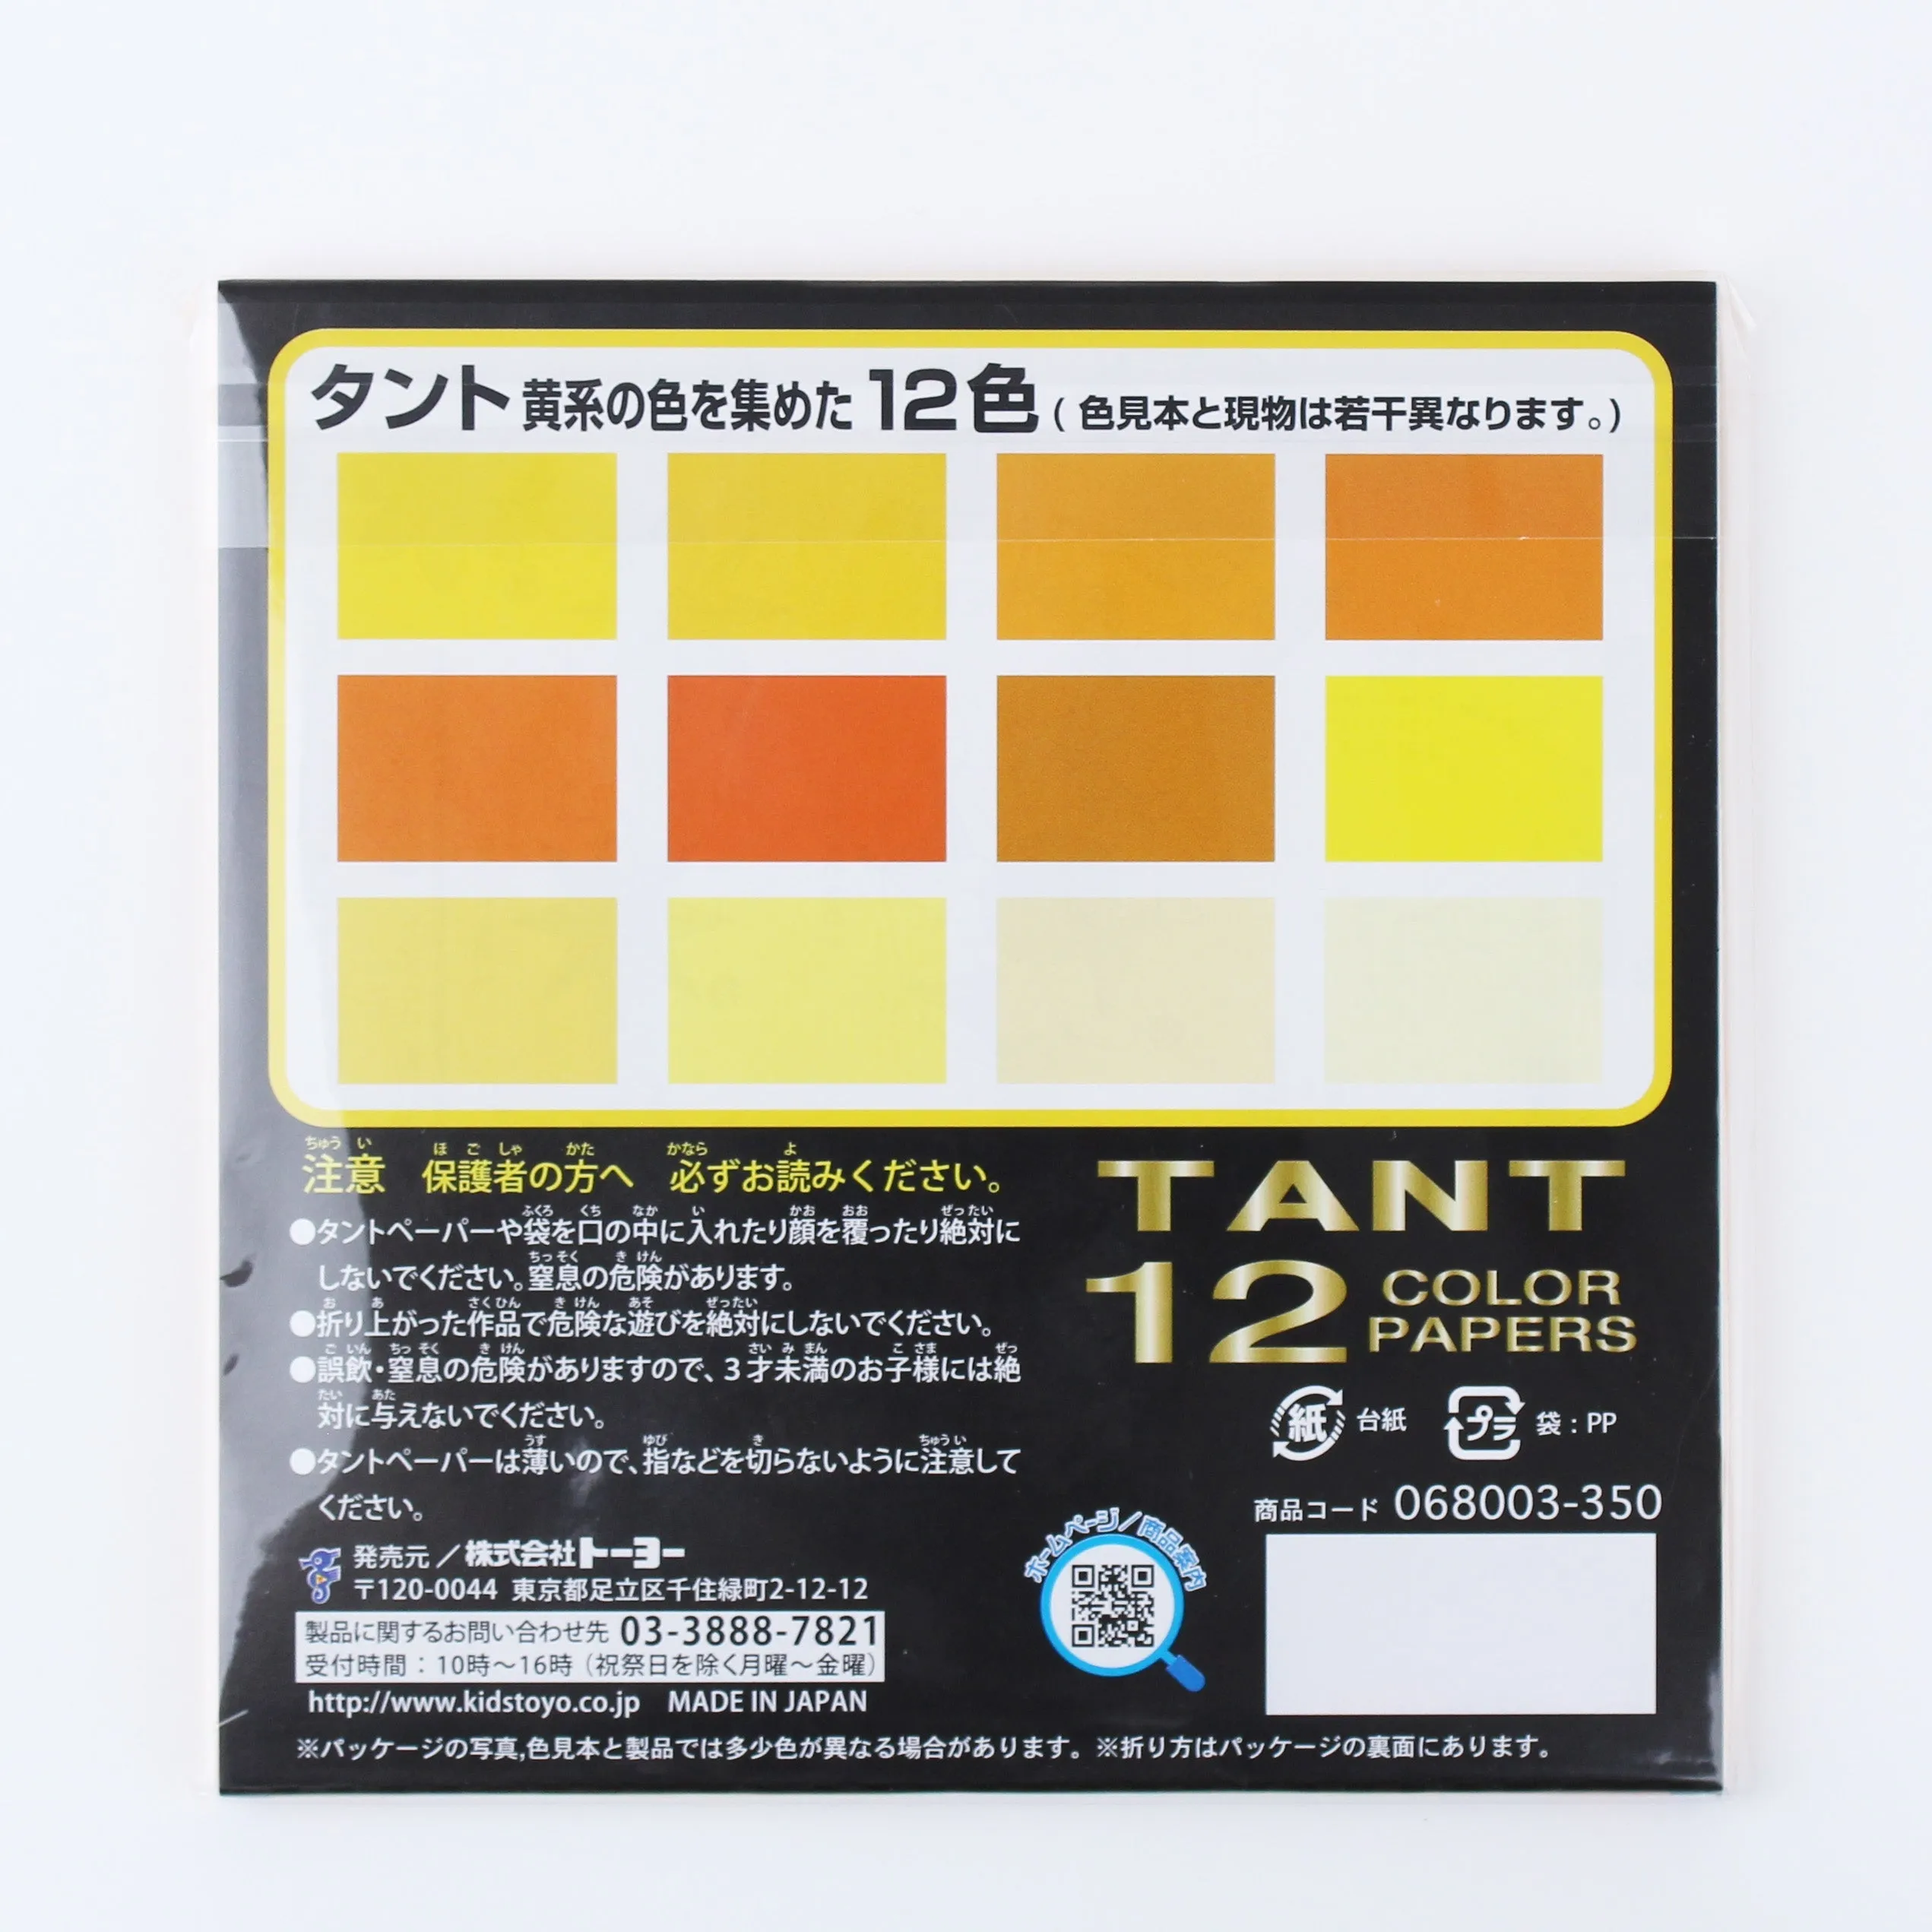 タント 黄系の色を集めた 12色 ( 色見本と現物は若干異なります。)
注意 保護者の方へ 必ずお読みください。
●タントペーパーや袋を口の中に入れたり顔を覆ったり絶対に
しないでください。窒息の危険があります。
●折り上がった作品で危険な遊びを絶対にしないでください。
●誤飲・窒息の危険がありますので、3才未満のお子様には絶
対に与えないでください。
●タントペーパーは薄いので、指などを切らないように注意して
ください。
発売元／株式会社トーヨー
〒120-0044 東京都足立区千住緑町2-12-12
製品に関するお問い合わせ先 03-3888-7821
受付時間：10時～16時（祝祭日を除く月曜～金曜）
http://www.kidstoyo.co.jp MADE IN JAPAN
TANT
12 COLOR
PAPERS
紙 台紙 プラ 袋：PP
商品コード 068003-350
ホームページ／商品案内
※パッケージの写真,色見本と製品では多少色が異なる場合があります。※折り方はパッケージの裏面にあります。